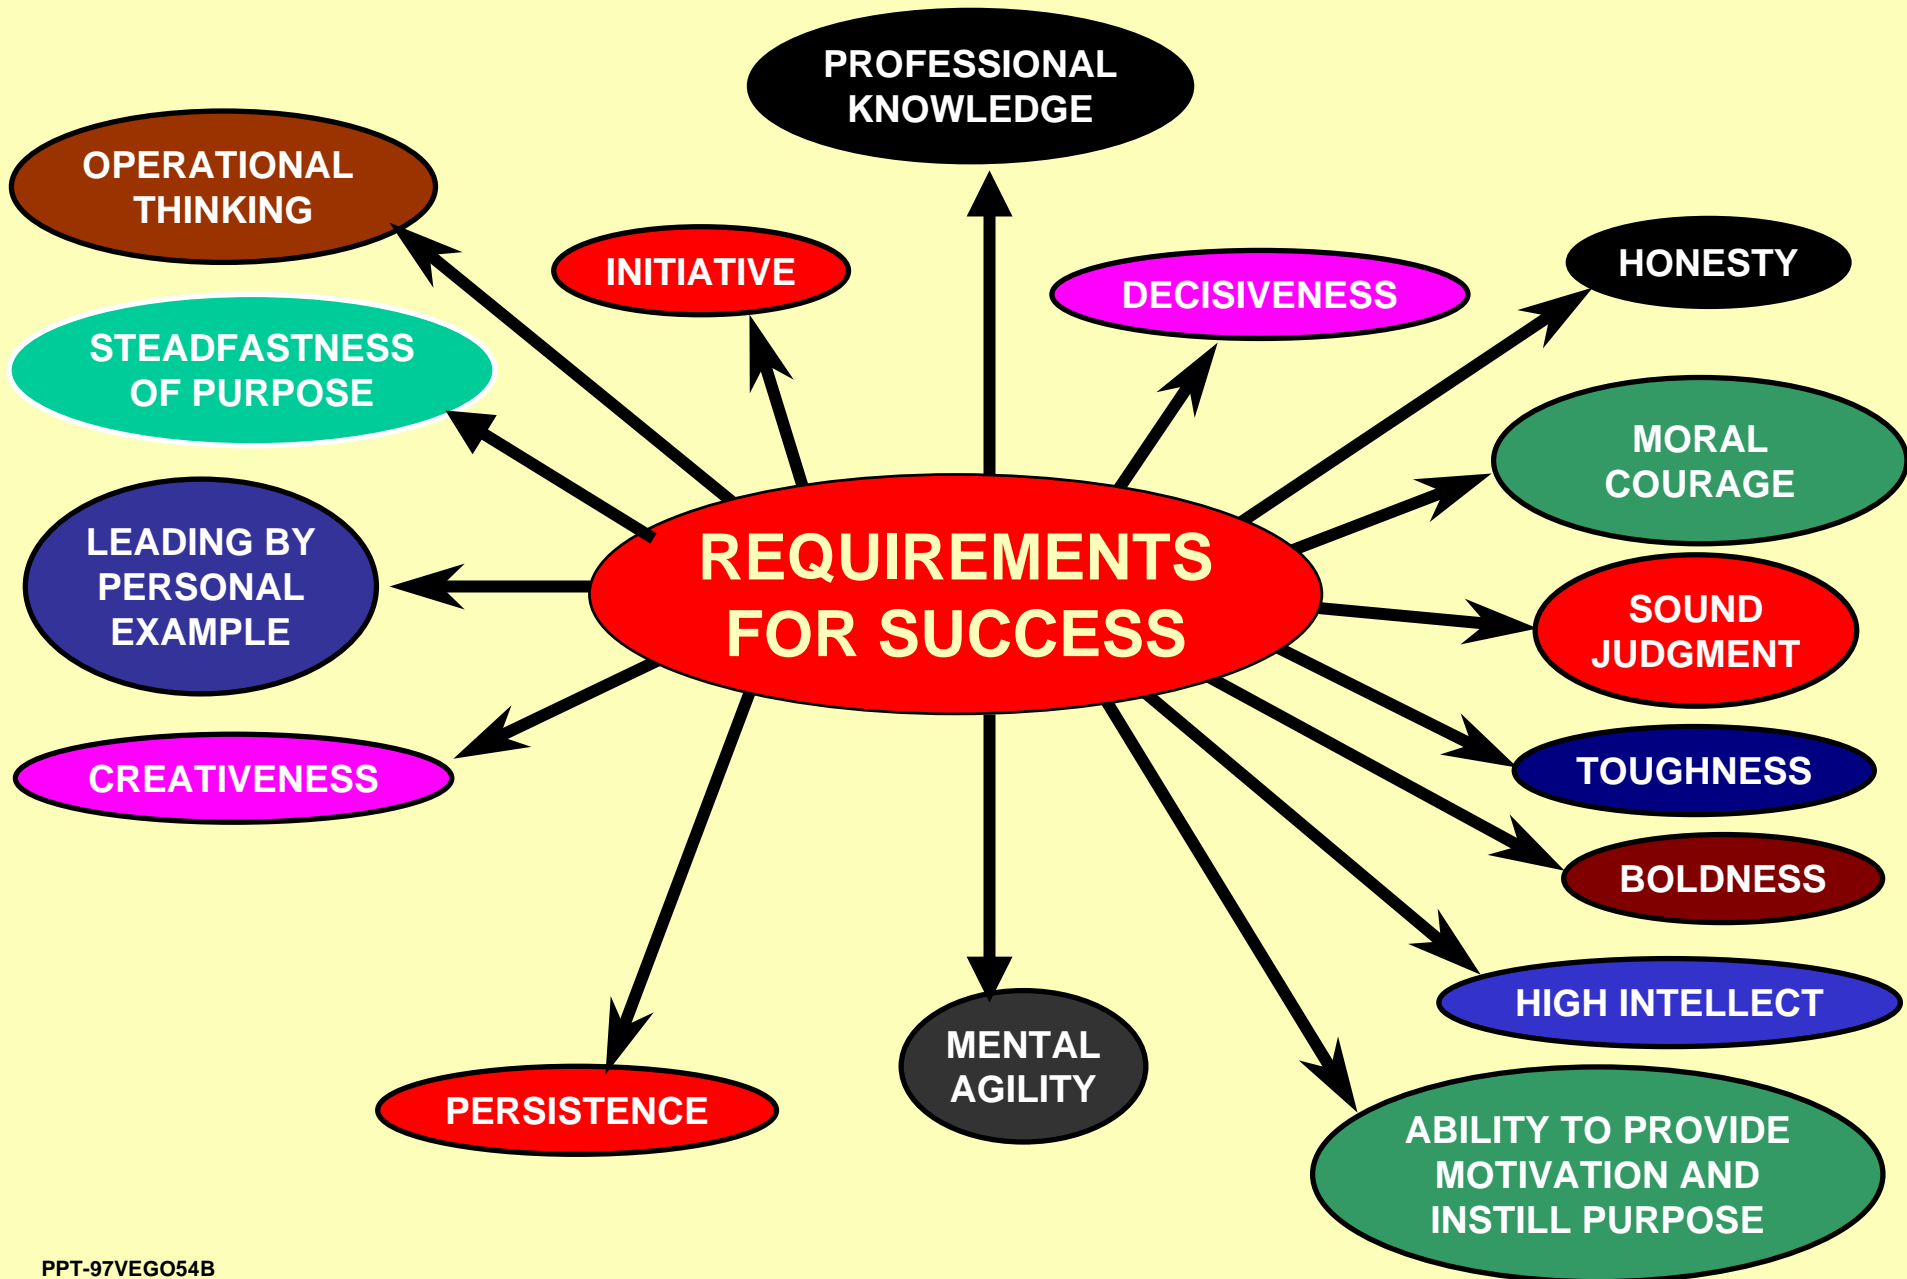 PROFESSIONAL
KNOWLEDGE
OPERATIONAL
THINKING
INITIATIVE
DECISIVENESS
HONESTY
STEADFASTNESS
OF PURPOSE
MORAL
COURAGE
LEADING BY
PERSONAL
EXAMPLE
REQUIREMENTS
FOR SUCCESS
SOUND
JUDGMENT
CREATIVENESS
TOUGHNESS
BOLDNESS
HIGH INTELLECT
PERSISTENCE
MENTAL
AGILITY
ABILITY TO PROVIDE
MOTIVATION AND
INSTILL PURPOSE
PPT-97VEGO54B